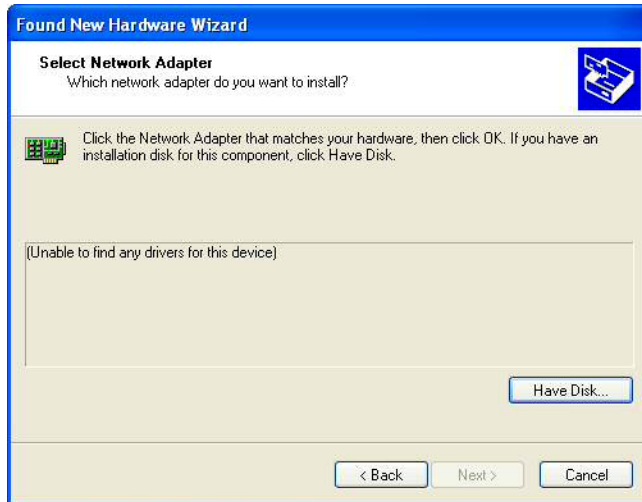 Found New Hardware Wizard
Select Network Adapter
Which network adapter do you want to install?
Click the Network Adapter that matches your hardware, then click OK. If you have an
installation disk for this component, click Have Disk.
(Unable to find any drivers for this device)
Have Disk...
< Back
Next >
Cancel